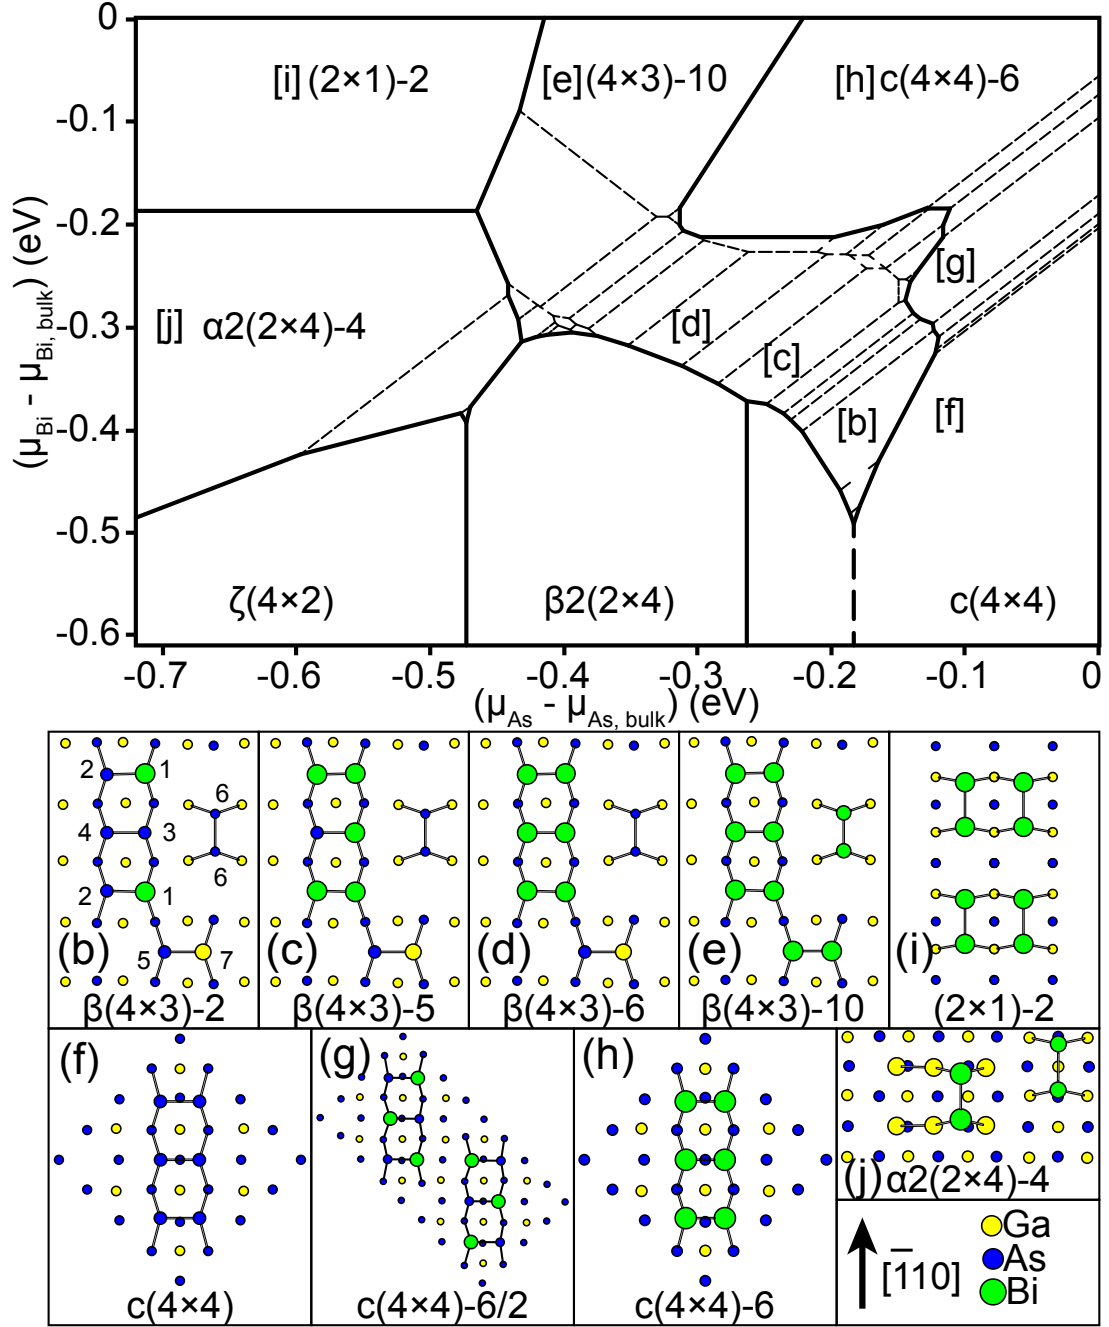 0
[i] (2×1)-2
[e](4×3)-10
[h]c(4×4)-6
-0.1
-0.2
[g]
-0.3
[j] α2(2×4)-4
[d]
[c]
-0.4
[b]
[f]
-0.5
ζ(4×2)
β2(2×4)
c(4×4)
-0.6
(μBi - μBi, bulk) (eV)
-0.7 -0.6 -0.5 -0.4 -0.3 -0.2 -0.1 0
(μAs - μAs, bulk) (eV)
2 1
6
4 3
6
2 1
5 7
(b)
β(4×3)-2
(c)
β(4×3)-5
(d)
β(4×3)-6
(e)
β(4×3)-10
(i)
(2×1)-2
(f)
c(4×4)
(g)
c(4×4)-6/2
(h)
c(4×4)-6
(j) α2(2×4)-4
[1̅10]
Ga
As
Bi